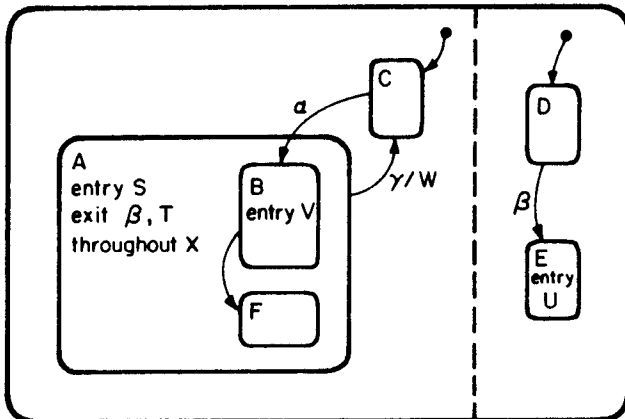 C
α
D
A
entry S
exit β, T
throughout X
B
entry V
γ/W
β
E
entry
U
F